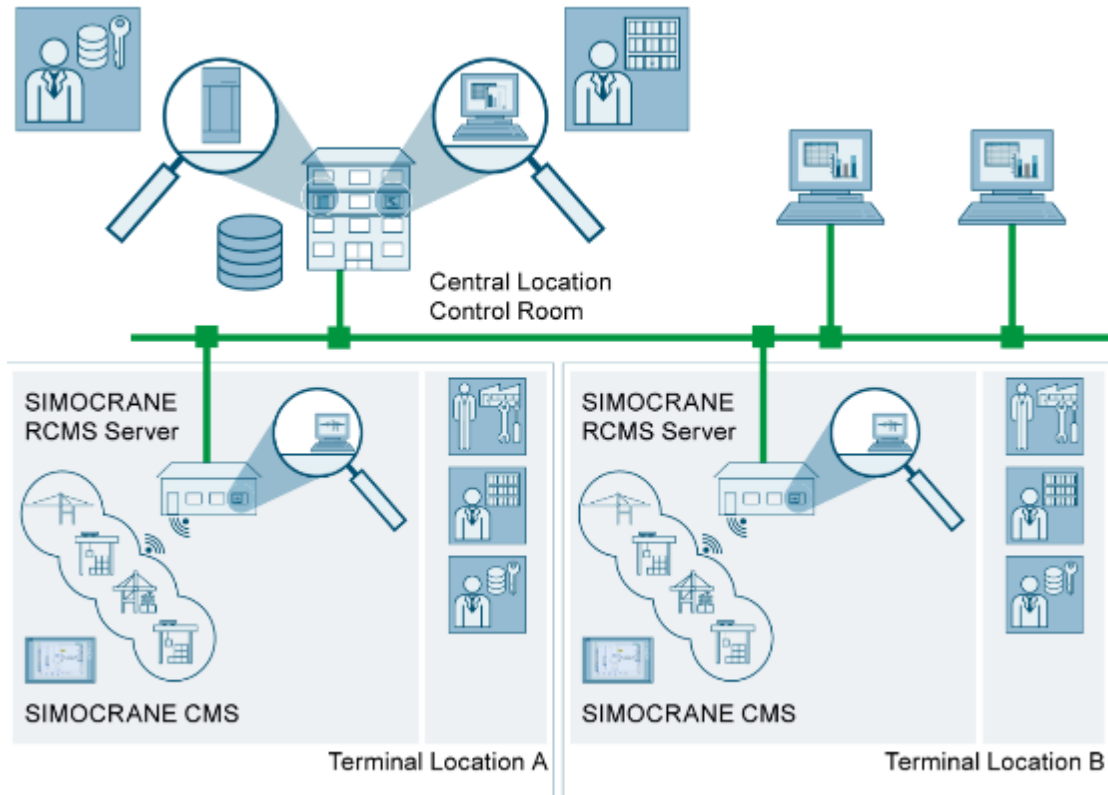 Central Location
Control Room
SIMOCRANE
RCMS Server
SIMOCRANE CMS
Terminal Location A
SIMOCRANE
RCMS Server
SIMOCRANE CMS
Terminal Location B